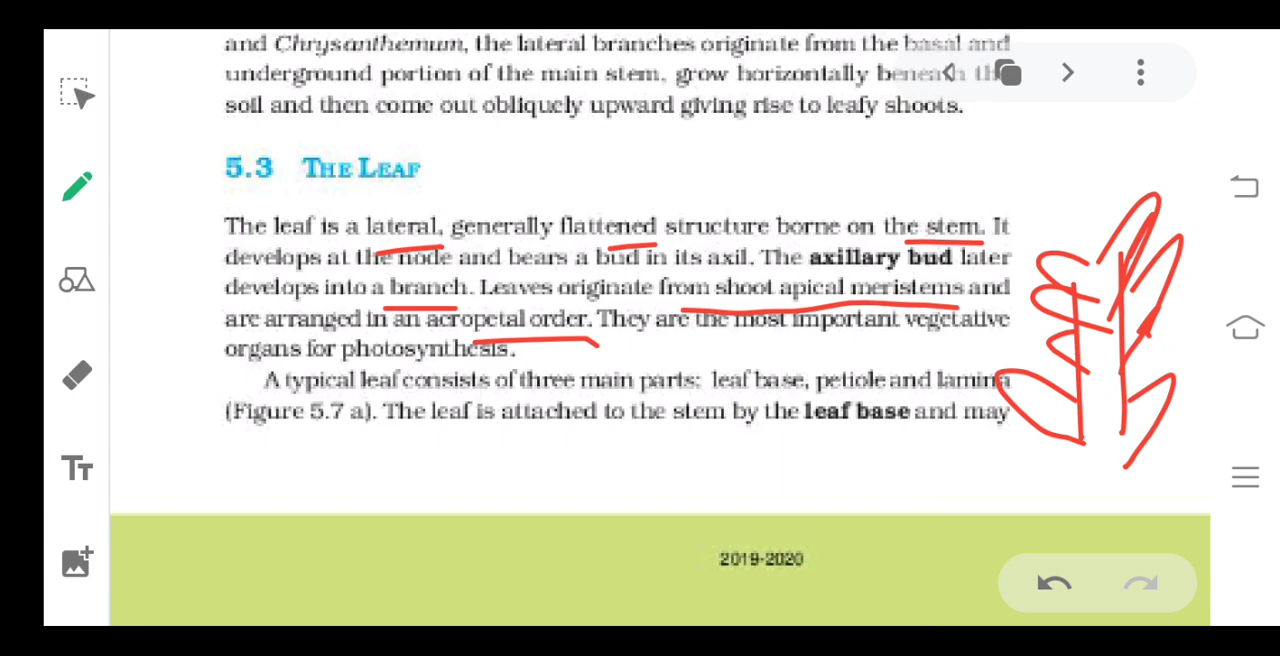 and Chrysanthemum, the lateral branches originate from the basal and
underground portion of the main stem, grow horizontally beneath the
soil and then come out obliquely upward giving rise to leafy shoots.
5.3 THE LEAF
The leaf is a lateral, generally flattened structure borne on the stem. It
develops at the node and bears a bud in its axil. The axillary bud later
develops into a branch. Leaves originate from shoot apical meristems and
are arranged in an acropetal order. They are the most important vegetative
organs for photosynthesis.
A typical leaf consists of three main parts: leaf base, petiole and lamina
(Figure 5.7 a). The leaf is attached to the stem by the leaf base and may
2019-2020
TT